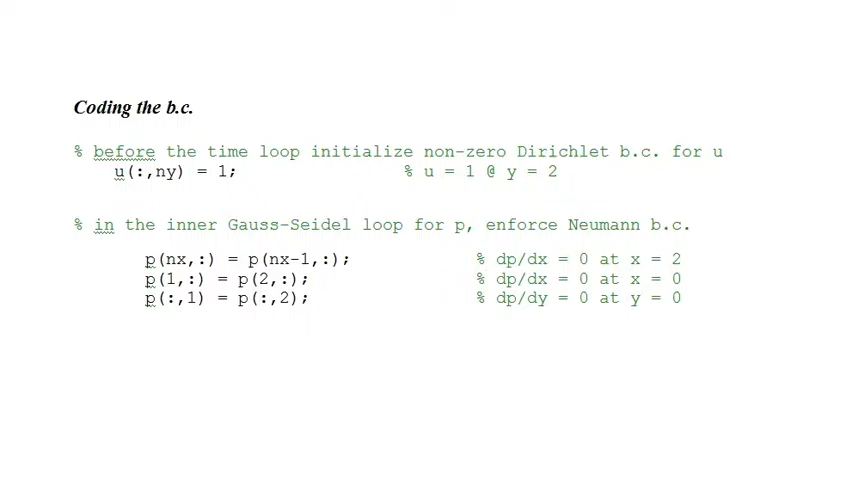 Coding the b.c.
% before the time loop initialize non-zero Dirichlet b.c. for u
u(:,ny) = 1; % u = 1 @ y = 2
% in the inner Gauss-Seidel loop for p, enforce Neumann b.c.
p(nx,:) = p(nx-1,:); % dp/dx = 0 at x = 2
p(1,:) = p(2,:); % dp/dx = 0 at x = 0
p(:,1) = p(:,2); % dp/dy = 0 at y = 0